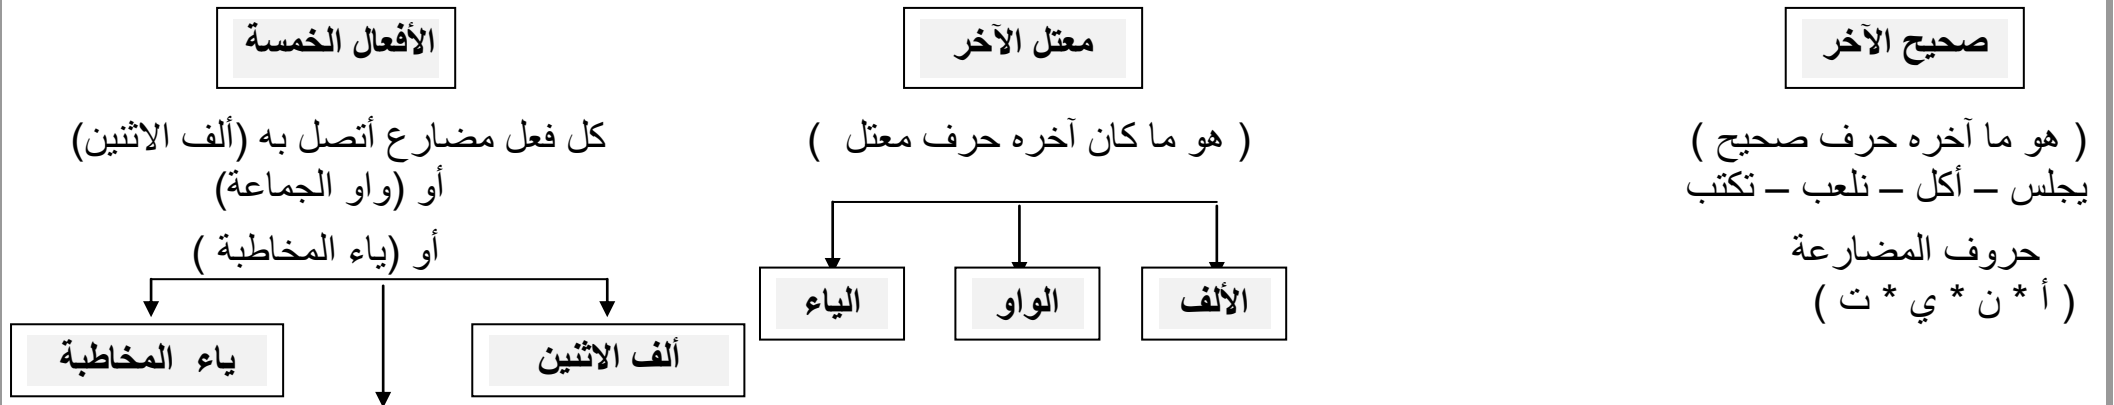 صحيح الآخر
( هو ما آخره حرف صحيح )
يجلس – أكل – نلعب – تكتب
حروف المضارعة
( أ * ن * ي * ت )
معتل الآخر
( هو ما كان آخره حرف معتل )
الألف
الواو
الياء
الأفعال الخمسة
كل فعل مضارع أتصل به (ألف الاثنين)
أو (واو الجماعة)
أو (ياء المخاطبة )
ألف الاثنين
ياء المخاطبة